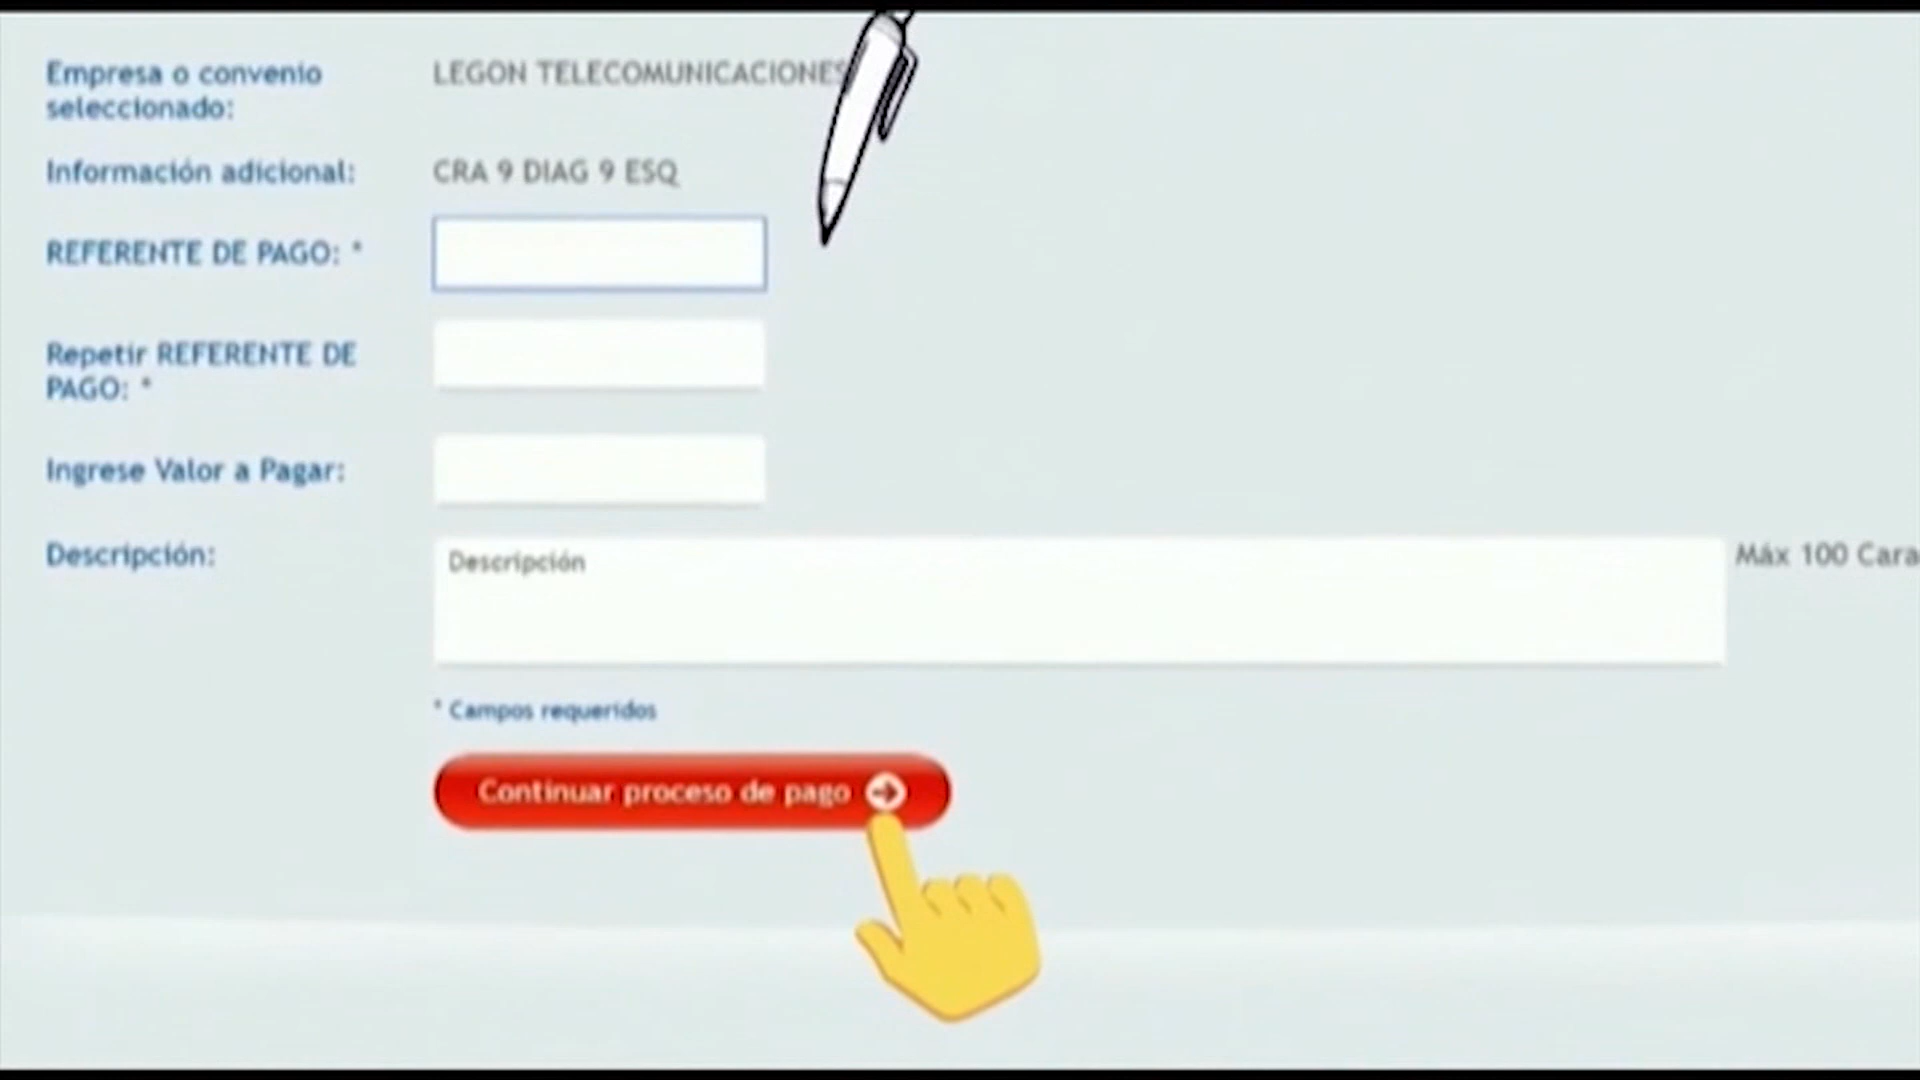 Empresa o convenio
seleccionado:
LEGON TELECOMUNICACIONES
Información adicional:
CRA 9 DIAG 9 ESQ
REFERENTE DE PAGO: *
Repetir REFERENTE DE
PAGO: *
Ingrese Valor a Pagar:
Descripción:
Descripción
Máx 100 Cara
* Campos requeridos
Continuar proceso de pago